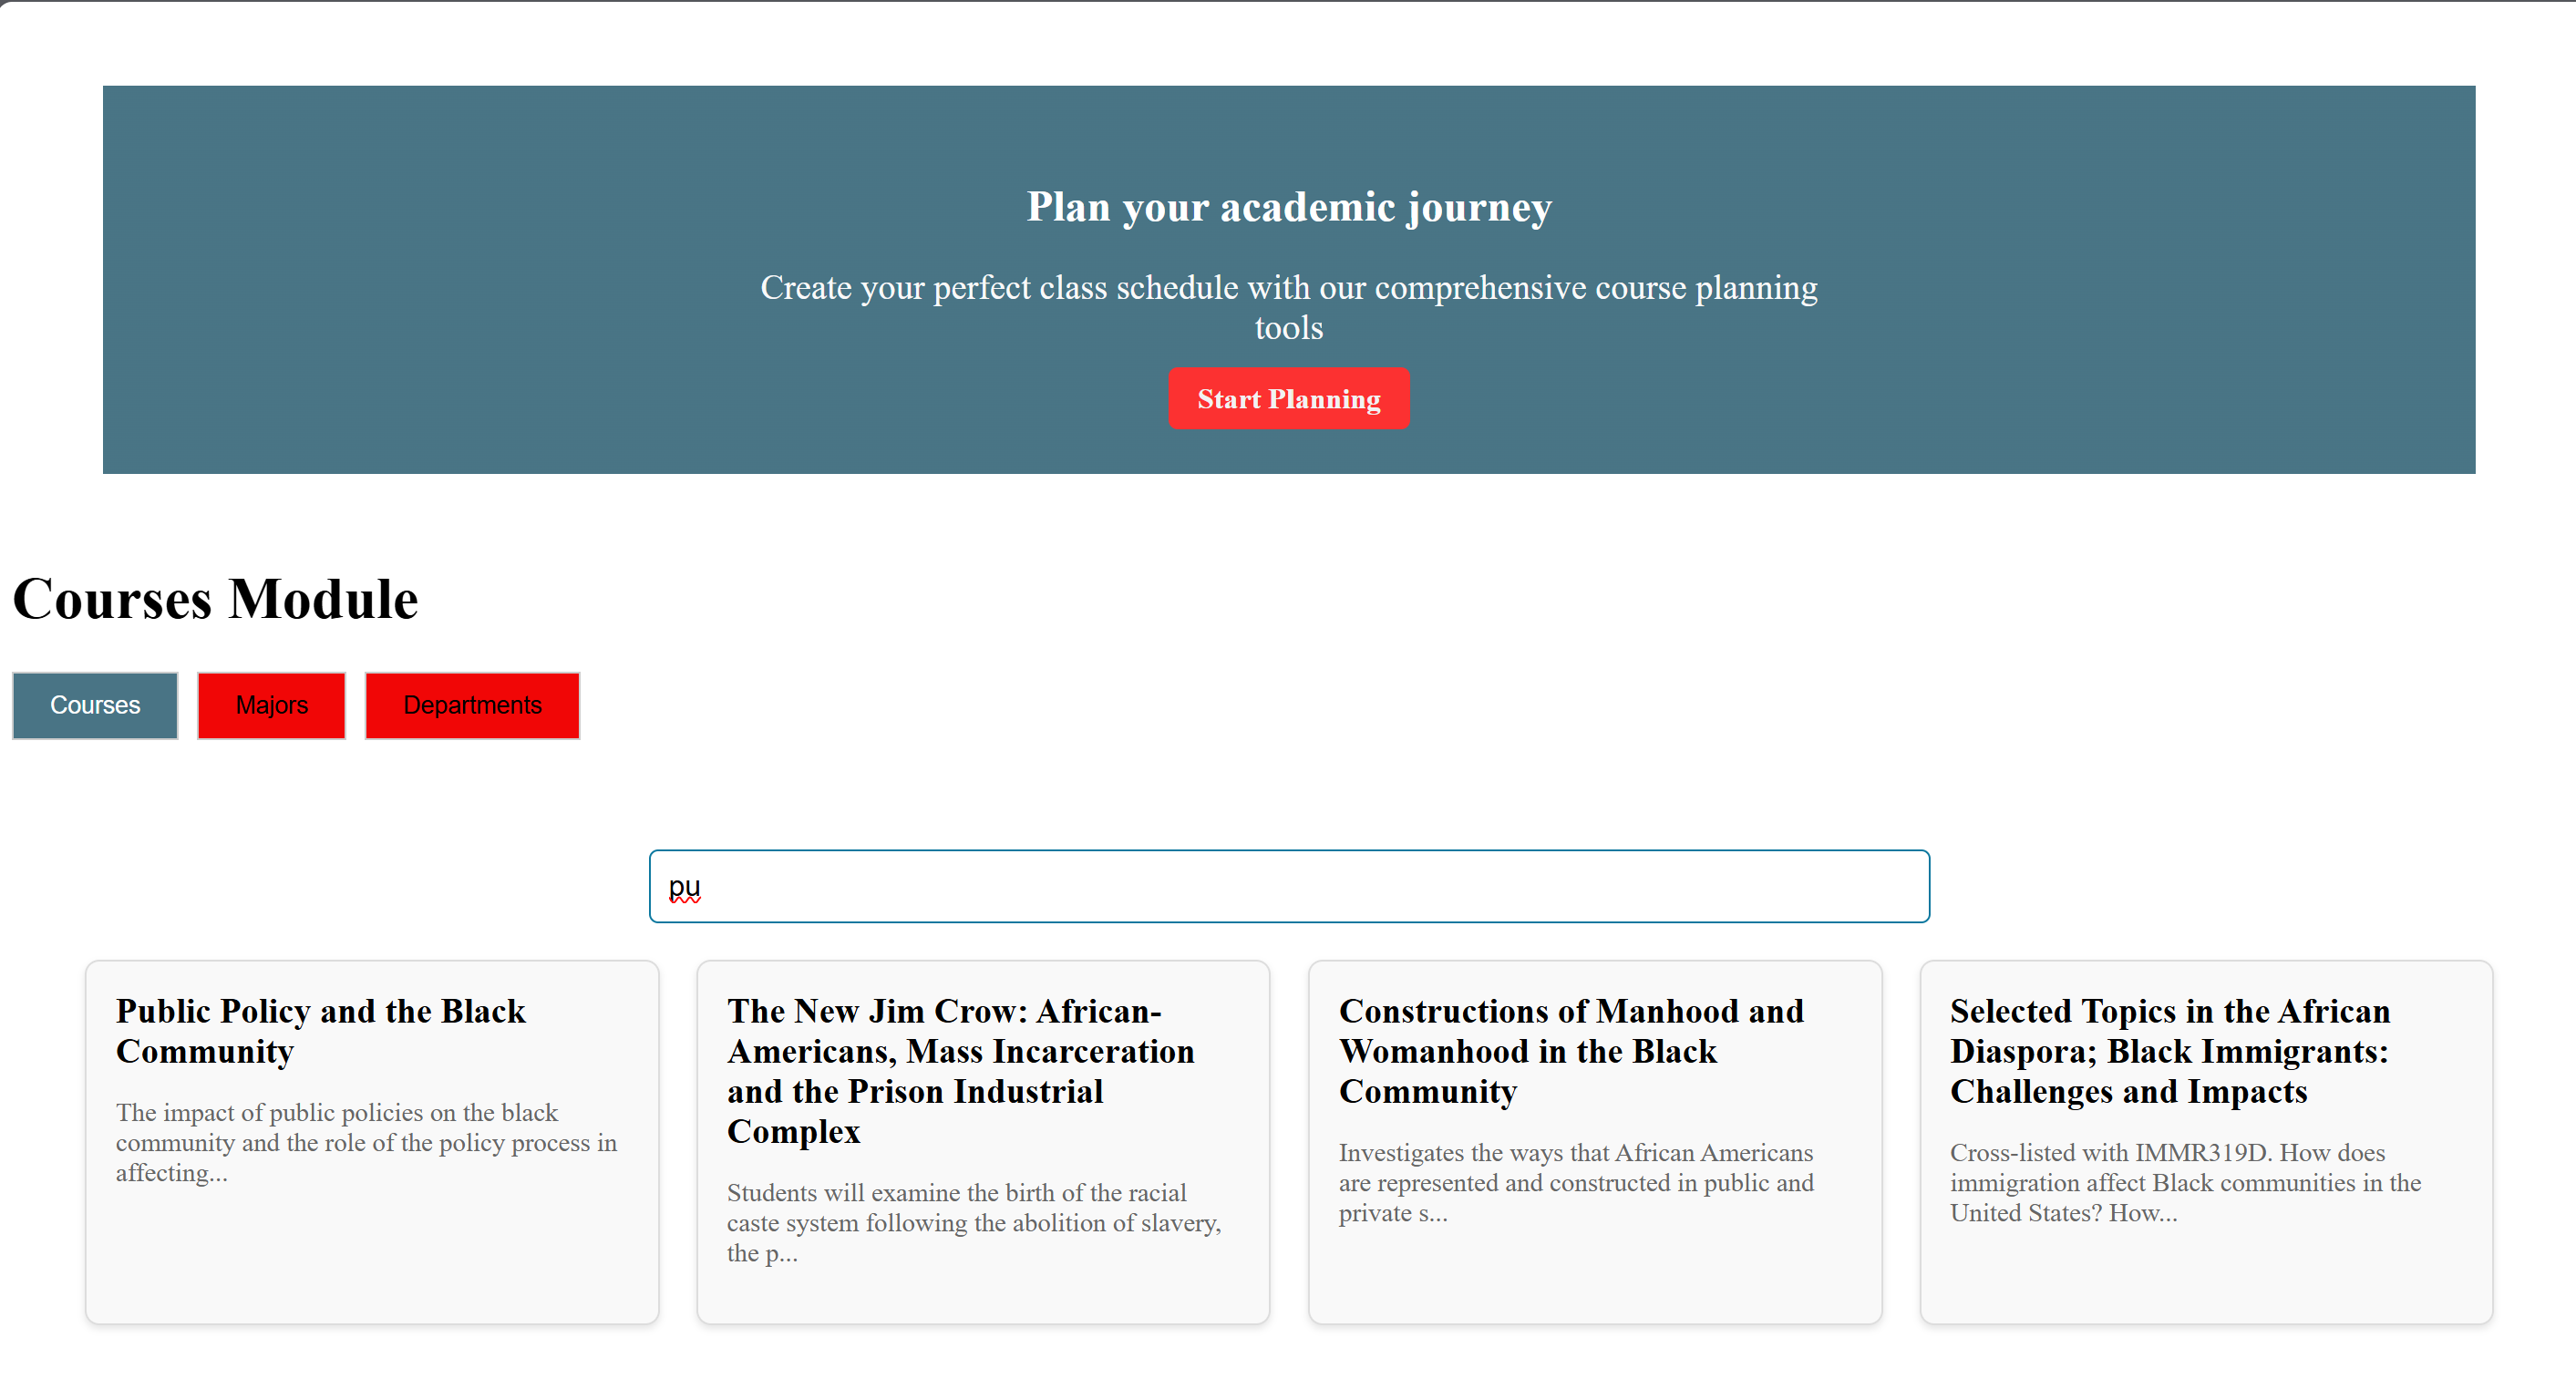 Plan your academic journey
Create your perfect class schedule with our comprehensive course planning
tools
Start Planning
Courses Module
Courses
Majors
Departments
pu
Public Policy and the Black
Community
The impact of public policies on the black
community and the role of the policy process in
affecting...
The New Jim Crow: African-
Americans, Mass Incarceration
and the Prison Industrial
Complex
Students will examine the birth of the racial
caste system following the abolition of slavery,
the p...
Constructions of Manhood and
Womanhood in the Black
Community
Investigates the ways that African Americans
are represented and constructed in public and
private s...
Selected Topics in the African
Diaspora; Black Immigrants:
Challenges and Impacts
Cross-listed with IMMR319D. How does
immigration affect Black communities in the
United States? How...